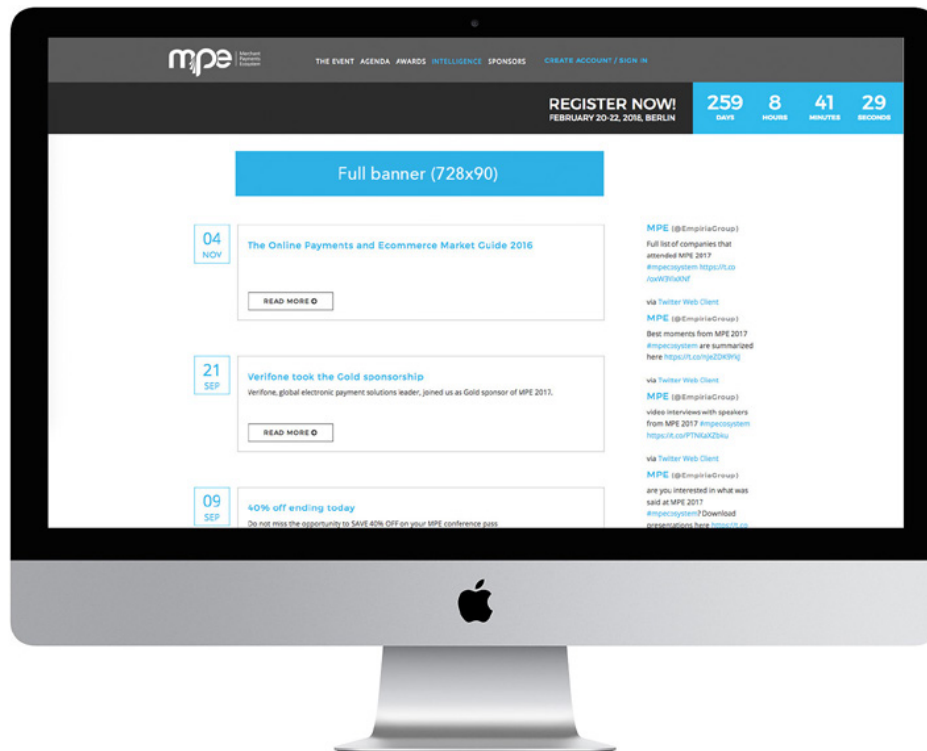 mpe Merchant
Payments
Ecosystem
THE EVENT AGENDA AWARDS INTELLIGENCE SPONSORS CREATE ACCOUNT / SIGN IN
REGISTER NOW!
FEBRUARY 20-22, 2018, BERLIN
259 8 41 29
DAYS HOURS MINUTES SECONDS
Full banner (728x90)
04
NOV
The Online Payments and Ecommerce Market Guide 2016
READ MORE
21
SEP
Verifone took the Gold sponsorship
Verifone, global electronic payment solutions leader, joined us as Gold sponsor of MPE 2017.
READ MORE
09
SEP
40% off ending today
Do not miss the opportunity to SAVE 40% OFF on your MPE conference pass
MPE (@EmpiriaGroup)
Full list of companies that
attended MPE 2017
#mpecosystem https://t.co
via Twitter Web Client
MPE (@EmpiriaGroup)
Best moments from MPE 2017
#mpecosystem are summarized
here
via Twitter Web Client
MPE (@EmpiriaGroup)
video interviews with speakers
from MPE 2017 #mpecosystem
via Twitter Web Client
MPE (@EmpiriaGroup)
are you interested in what was
said at MPE 2017
#mpecosystem? Download
presentations here https://t.co